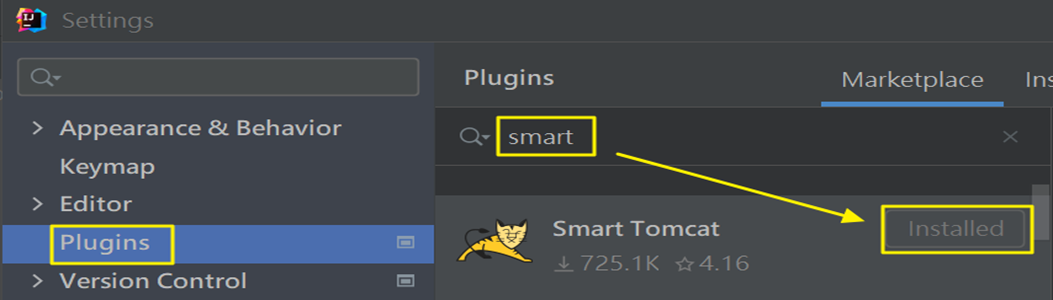 Settings
Plugins
Marketplace
Ins
Appearance & Behavior
Keymap
Editor
Plugins
Version Control
smart
Smart Tomcat
Installed
725.1K
4.16